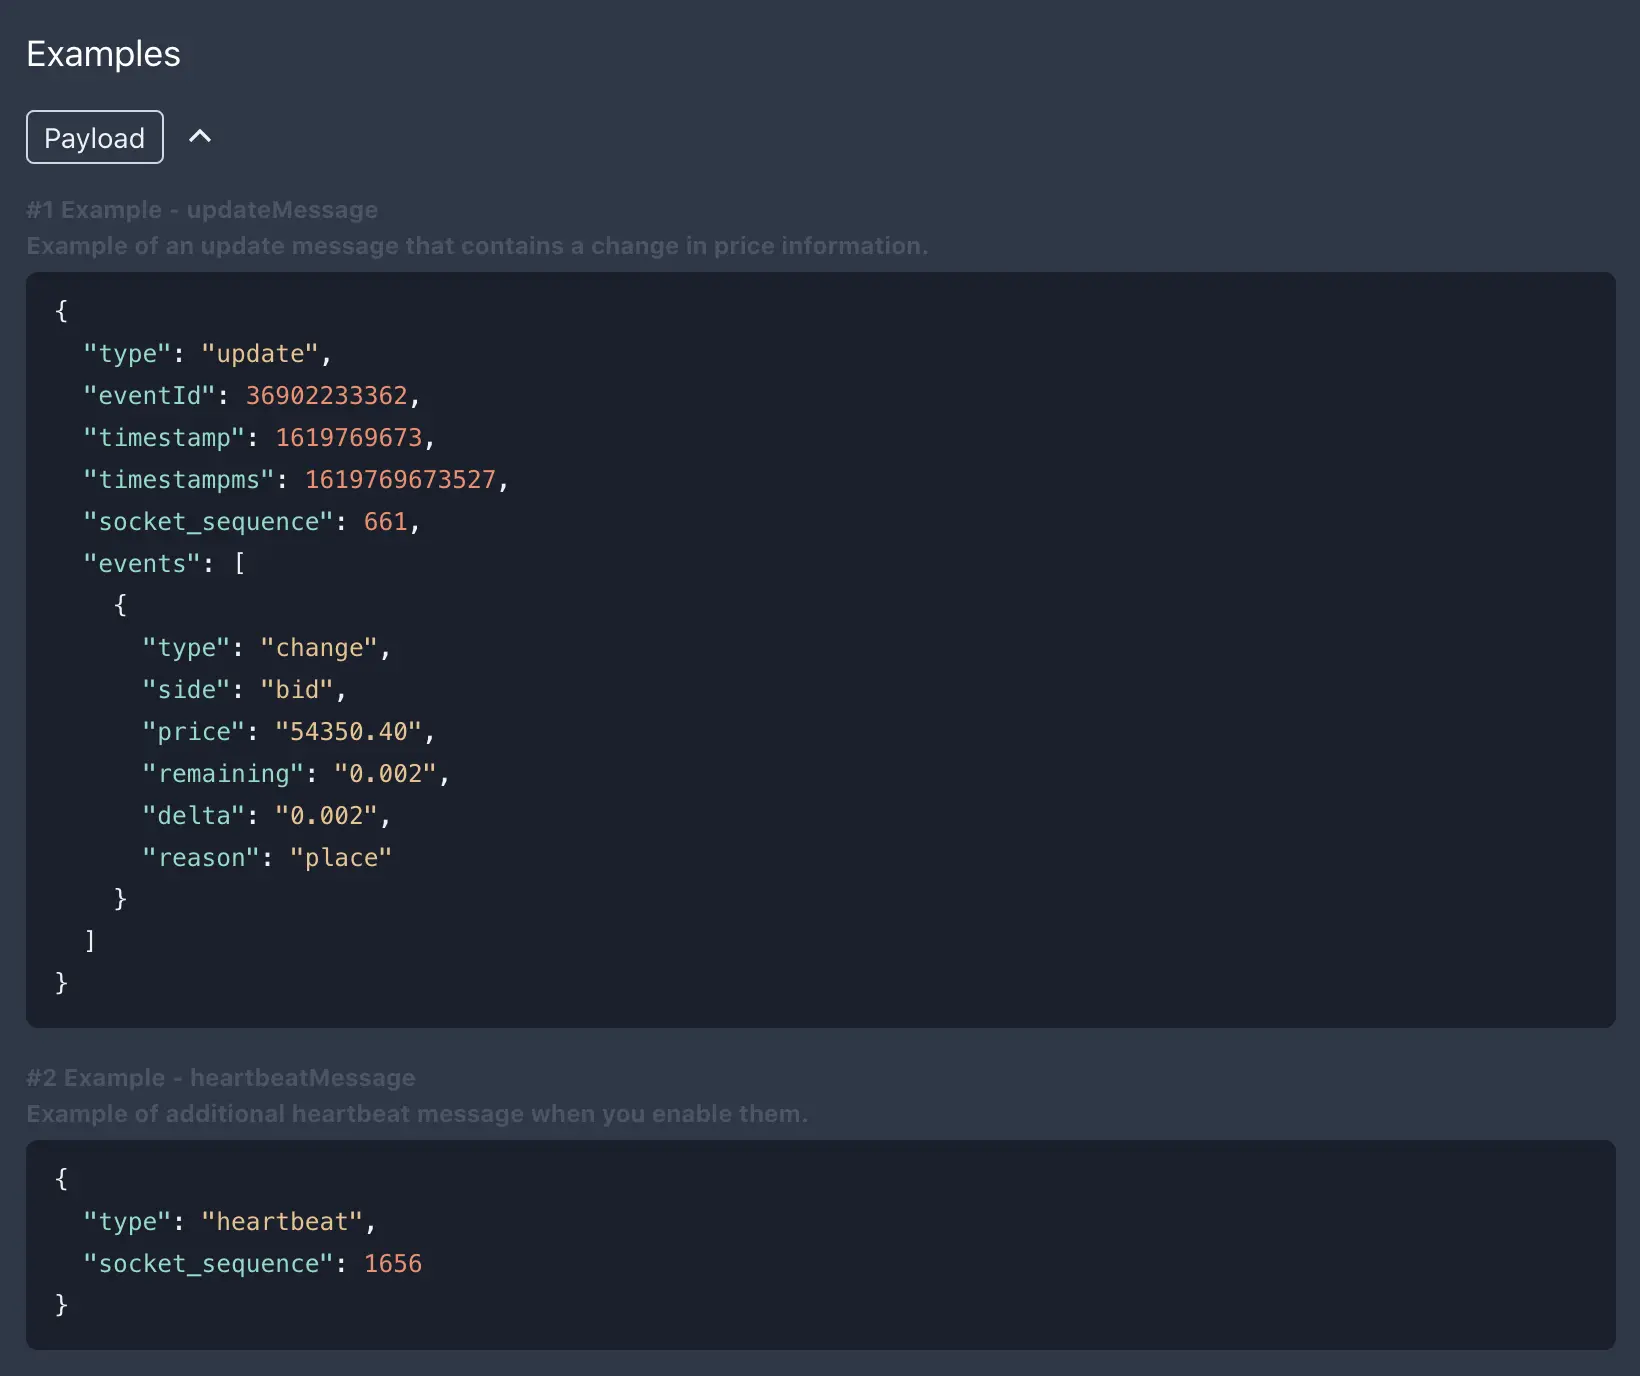 Examples
Payload
#1 Example - updateMessage
Example of an update message that contains a change in price information.
{
  "type": "update",
  "eventId": 36902233362,
  "timestamp": 1619769673,
  "timestampms": 1619769673527,
  "socket_sequence": 661,
  "events": [
    {
      "type": "change",
      "side": "bid",
      "price": "54350.40",
      "remaining": "0.002",
      "delta": "0.002",
      "reason": "place"
    }
  ]
}
#2 Example - heartbeatMessage
Example of additional heartbeat message when you enable them.
{
  "type": "heartbeat",
  "socket_sequence": 1656
}